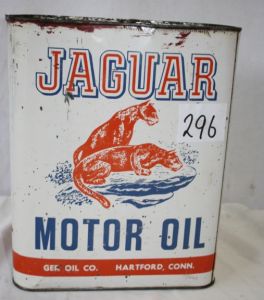 JAGUAR
296
MOTOR OIL
GEE OIL CO. HARTFORD, CONN.